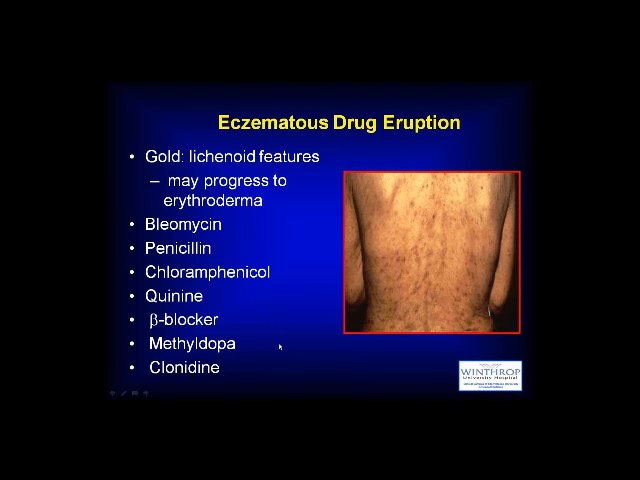 Eczematous Drug Eruption
• Gold: lichenoid features
– may progress to
erythroderma
• Bleomycin
• Penicillin
• Chloramphenicol
• Quinine
• β-blocker
• Methyldopa
• Clonidine
WINTHROP
University Hospital